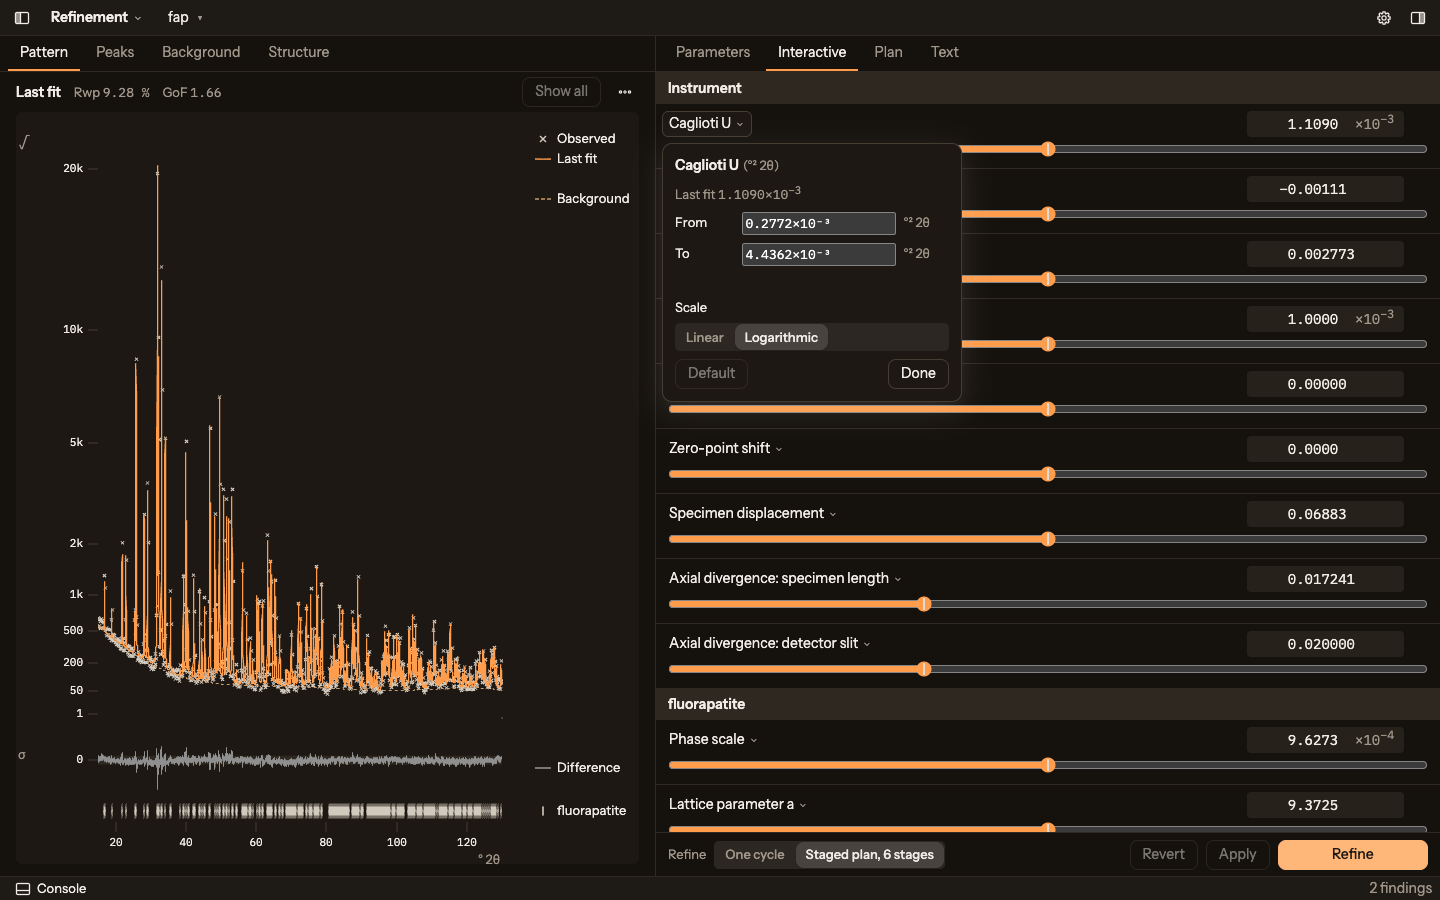 Refinement
fap
Pattern Peaks Background Structure
Last fit Rwp 9.28 % GoF 1.66
Show all
√
20k
10k
5k
2k
1k
500
200
50
1
σ
0
20 40 60 80 100 120
°2θ
Observed
Last fit
Background
Difference
fluorapatite
Parameters Interactive Plan Text
Instrument
Caglioti U
1.1090 ×10⁻³
Caglioti U (°² 2θ)
Last fit 1.1090×10⁻³
From 0.2772×10⁻³ °² 2θ
To 4.4362×10⁻³ °² 2θ
Scale
Linear Logarithmic
Default Done
−0.00111
0.002773
1.0000 ×10⁻³
0.00000
Zero-point shift 0.0000
Specimen displacement 0.06883
Axial divergence: specimen length 0.017241
Axial divergence: detector slit 0.020000
fluorapatite
Phase scale 9.6273 ×10⁻⁴
Lattice parameter a 9.3725
Refine One cycle Staged plan, 6 stages Revert Apply Refine
Console
2 findings